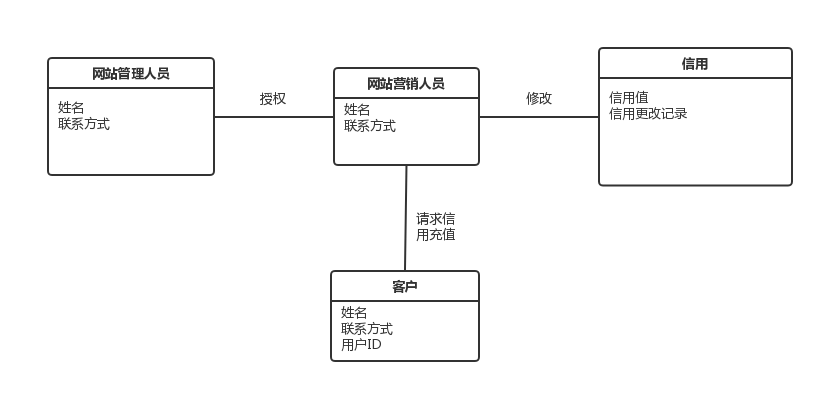 网站管理人员
姓名
联系方式
授权
网站营销人员
姓名
联系方式
修改
信用
信用值
信用更改记录
请求信
用充值
客户
姓名
联系方式
用户ID